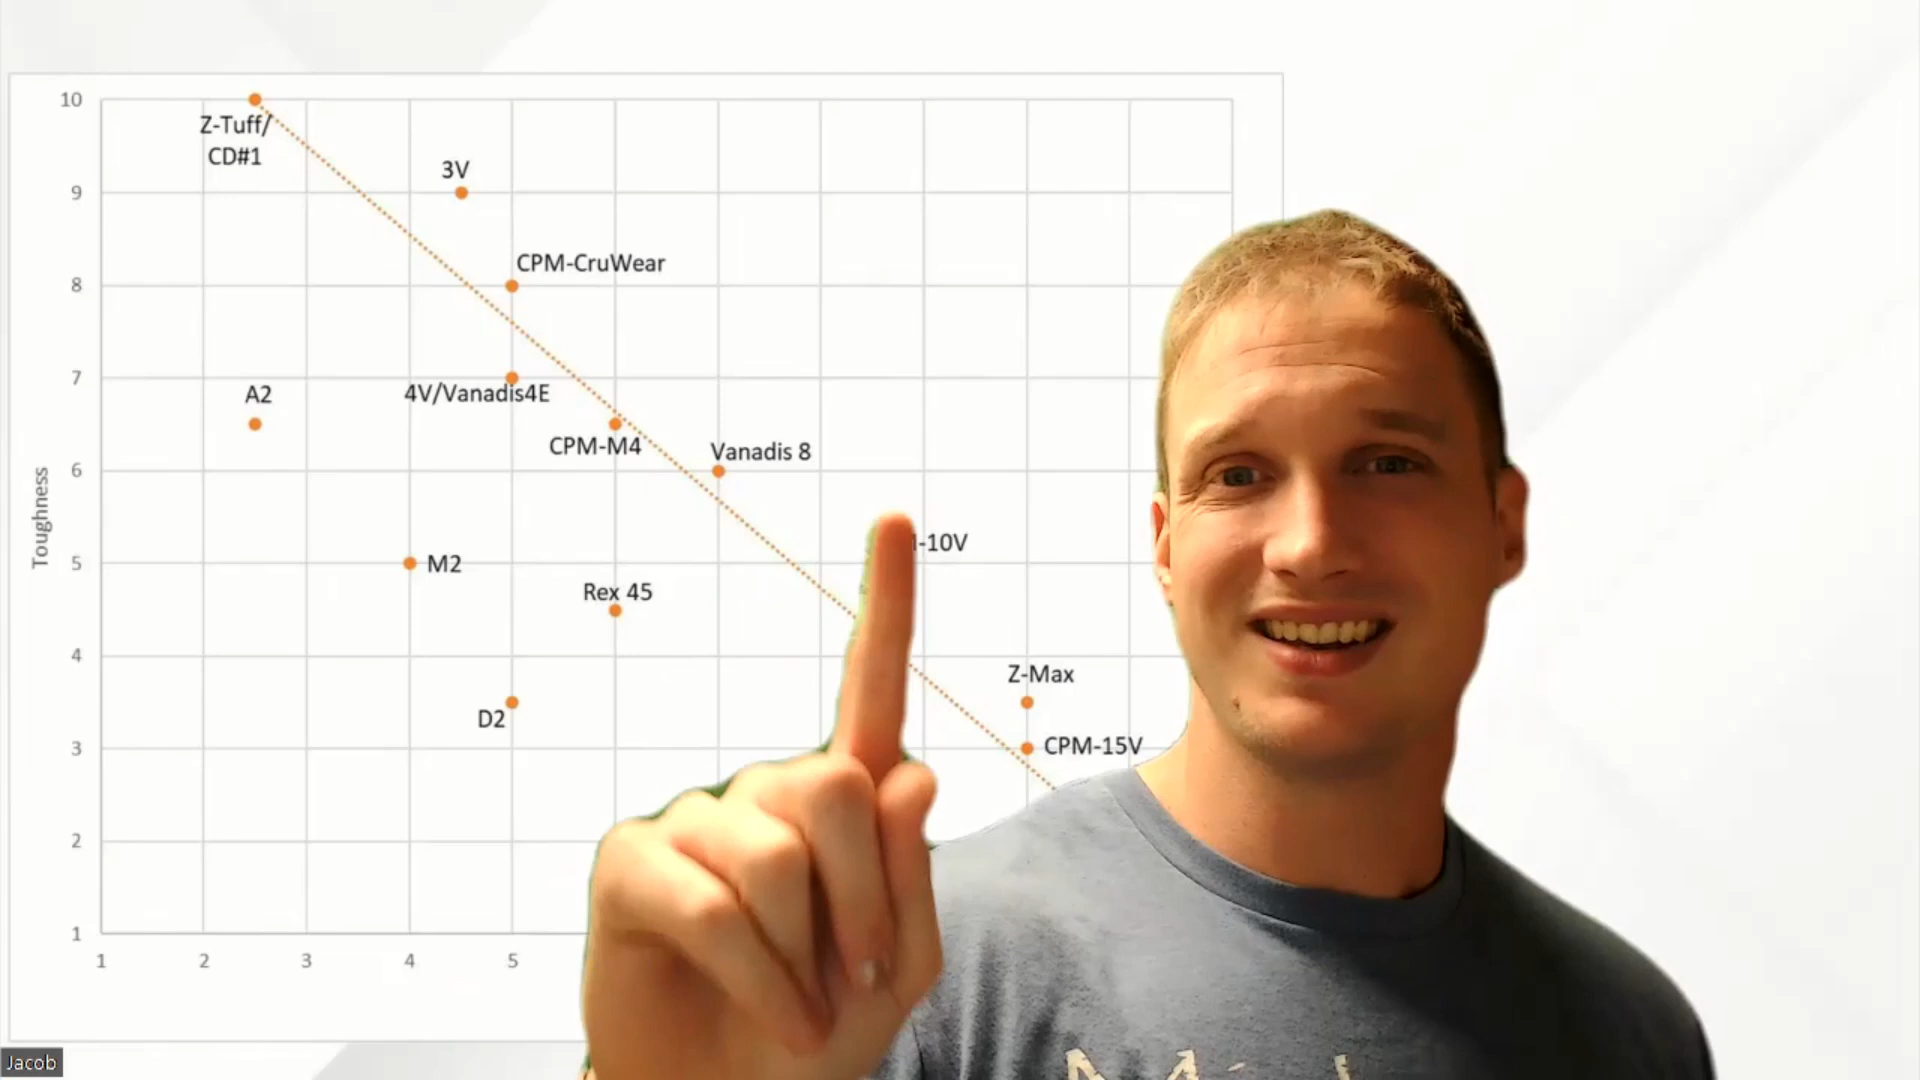 10
Z-Tuff/
CD#1
3V
9
CPM-CruWear
8
7
4V/Vanadis4E
A2
CPM-M4
Vanadis 8
6
Toughness
-10V
5
M2
Rex 45
4
Z-Max
D2
3
CPM-15V
2
1
1 2 3 4 5
Jacob